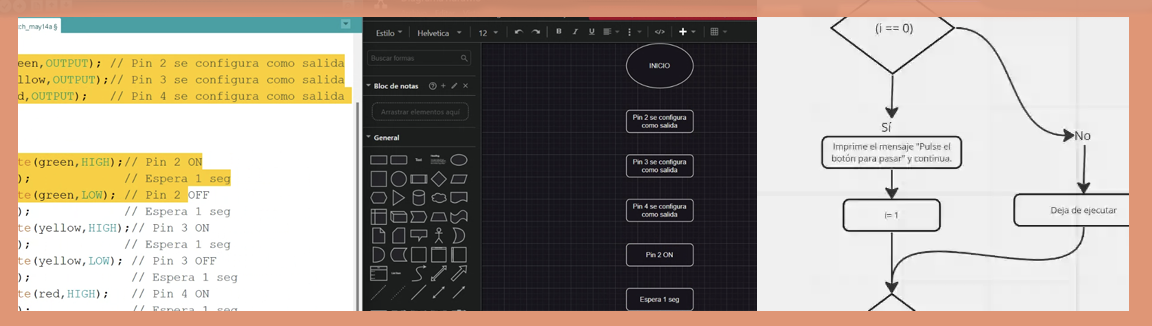 ch_may14a §
een,OUTPUT); // Pin 2 se configura como salida
llow,OUTPUT);// Pin 3 se configura como salida
d,OUTPUT); // Pin 4 se configura como salida
te(green,HIGH);// Pin 2 ON
); // Espera 1 seg
te(green,LOW); // Pin 2 OFF
); // Espera 1 seg
te(yellow,HIGH);// Pin 3 ON
); // Espera 1 seg
te(yellow,LOW); // Pin 3 OFF
); // Espera 1 seg
te(red,HIGH); // Pin 4 ON
); // Espera 1 seg
Estilo Helvetica 12 B I U
Buscar formas
Bloc de notas
Arrastrar elementos aquí
General
Text
INICIO
Pin 2 se configura
como salida
Pin 3 se configura
como salida
Pin 4 se configura
como salida
Pin 2 ON
Espera 1 seg
(i == 0)
Sí
No
Imprime el mensaje "Pulse el
botón para pasar" y continua.
i= 1
Deja de ejecutar